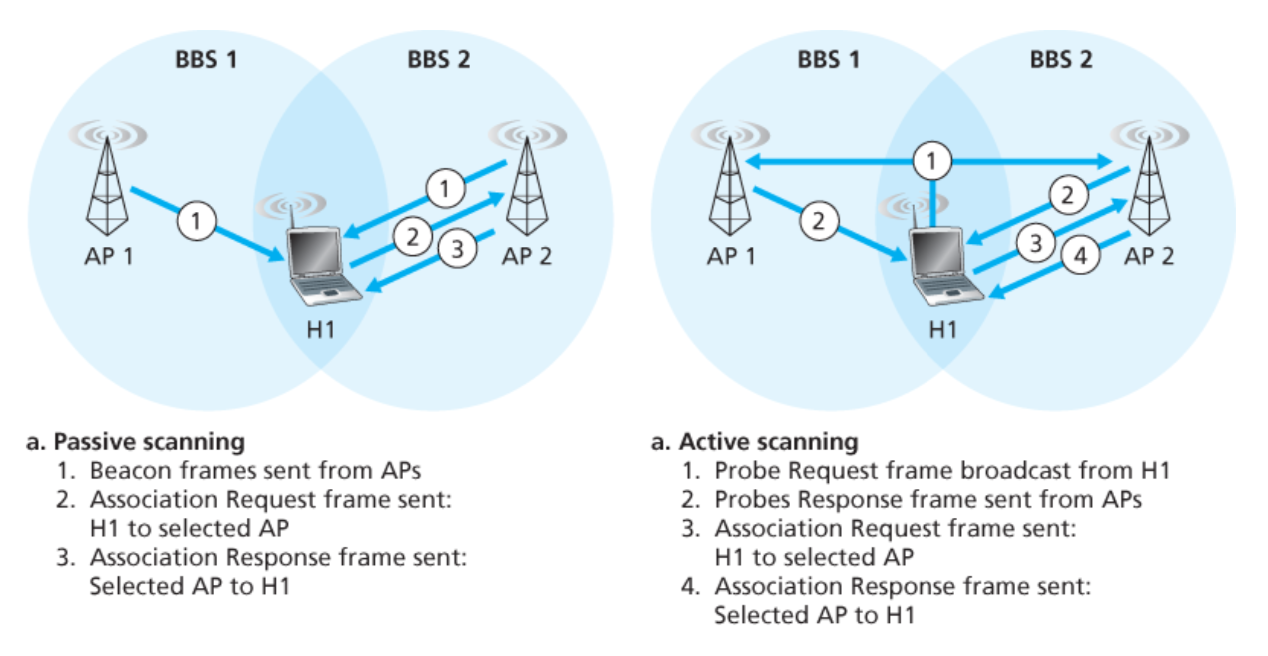 BBS 1
BBS 2
1
1
2
3
AP 1
AP 2
H1
a. Passive scanning
1. Beacon frames sent from APs
2. Association Request frame sent:
H1 to selected AP
3. Association Response frame sent:
Selected AP to H1
BBS 1
BBS 2
1
2
2
3
4
AP 1
AP 2
H1
a. Active scanning
1. Probe Request frame broadcast from H1
2. Probes Response frame sent from APs
3. Association Request frame sent:
H1 to selected AP
4. Association Response frame sent:
Selected AP to H1